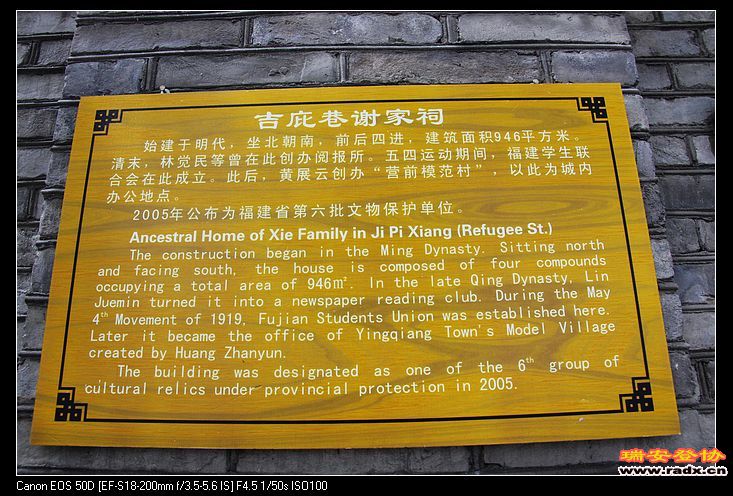 吉庇巷谢家祠
始建于明代，坐北朝南，前后四进，建筑面积946平方米。
清末，林党民等曾在此创办阅报所。五四运动期间，福建学生联
合会在此成立。此后，黄展云创办“营前模范村”，以此为城内
办公地点。
2005年公布为福建省第六批文物保护单位。
Ancestral Home of Xie Family in Ji Pi Xiang (Refugee St.)
The construction began in the Ming Dynasty. Sitting north
and facing south, the house is composed of four compounds
occupying a total area of 946㎡. In the late Qing Dynasty, Lin
Juemin turned it into a newspaper reading club. During the May
4th Movement of 1919, Fujian Students Union was established here.
Later it became the office of Yingqiang Town's Model Village
created by Huang Zhanyun.
The building was designated as one of the 6th group of
cultural relics under provincial protection in 2005.
瑞安登协
www.radx.cn
Canon EOS 50D [EF-S18-200mm f/3.5-5.6 IS] F4.5 1/50s ISO100